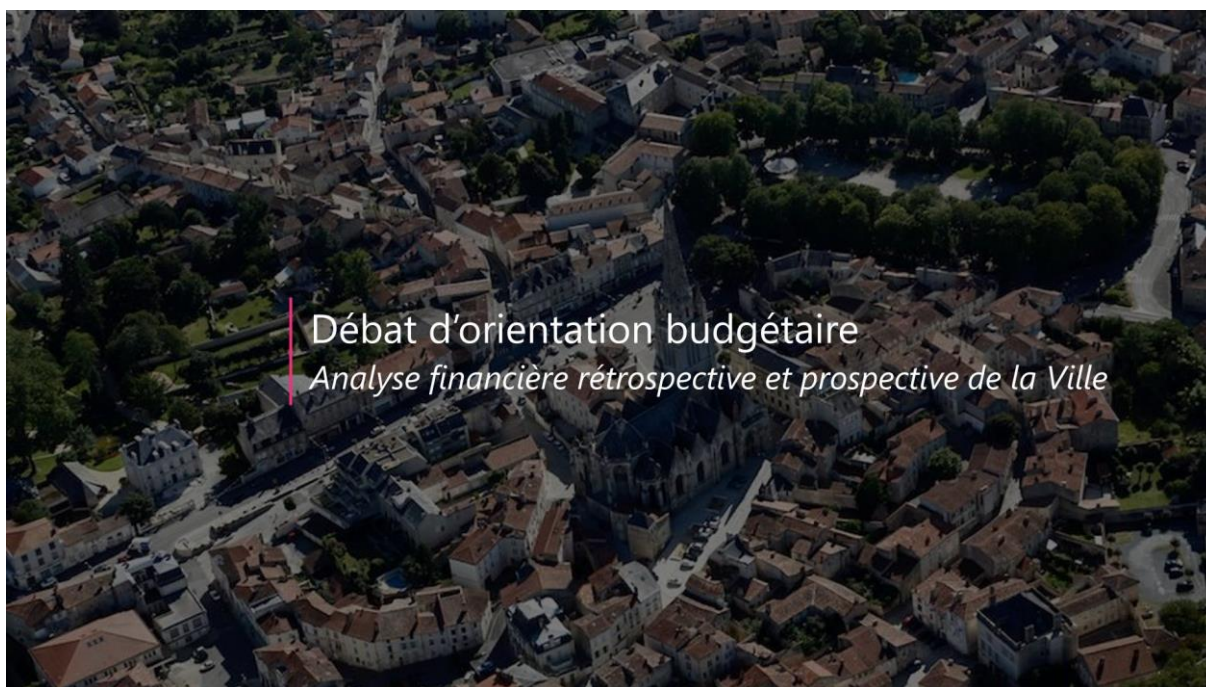 Débat d’orientation budgétaire
Analyse financière rétrospective et prospective de la Ville